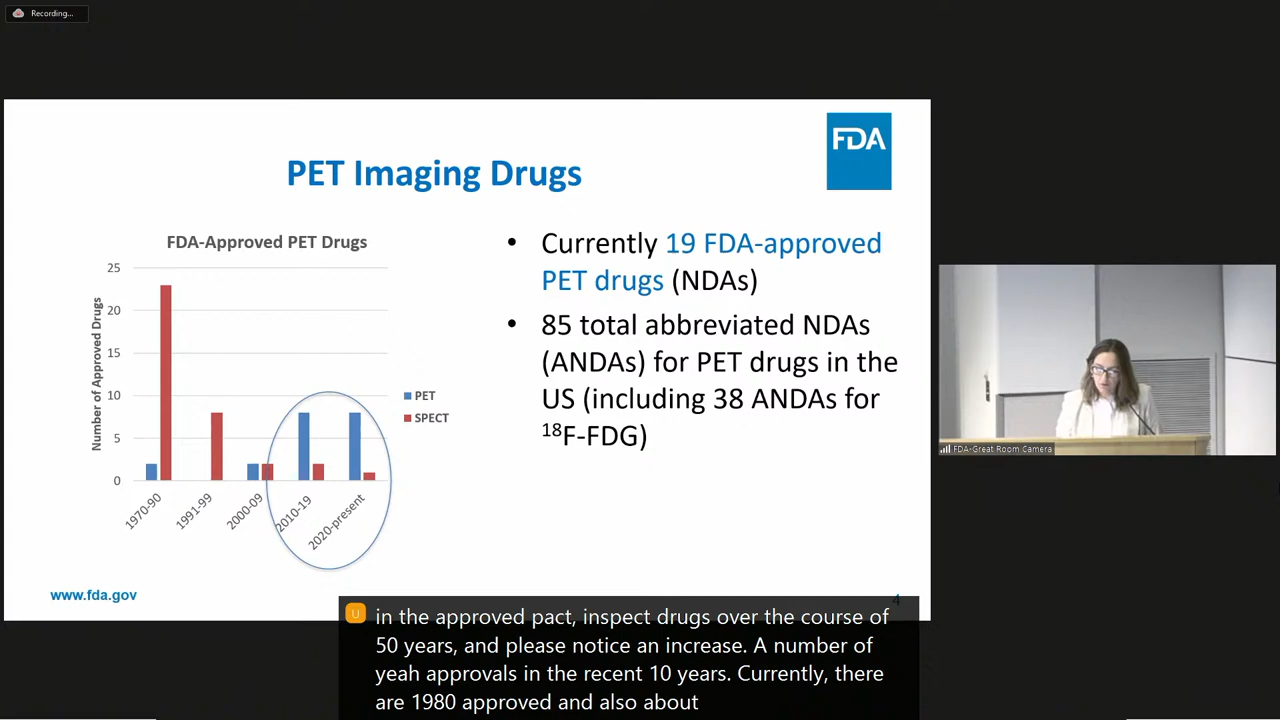 Recording...
FDA
PET Imaging Drugs
FDA-Approved PET Drugs
Number of Approved Drugs
25
20
15
10
5
0
1970-90
1991-99
2000-09
2010-19
2020-present
PET
SPECT
• Currently 19 FDA-approved
PET drugs (NDAs)
• 85 total abbreviated NDAs
(ANDAs) for PET drugs in the
US (including 38 ANDAs for
¹⁸F-FDG)
FDA-Great Room Camera
www.fda.gov
4
U
in the approved pact, inspect drugs over the course of
50 years, and please notice an increase. A number of
yeah approvals in the recent 10 years. Currently, there
are 1980 approved and also about